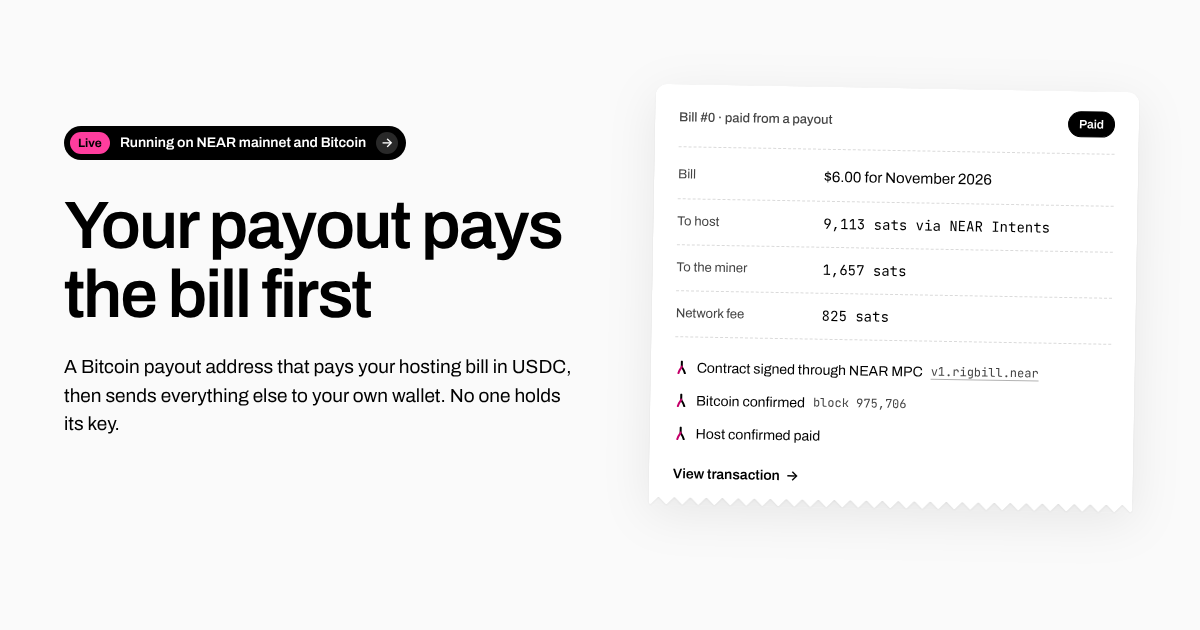 Live Running on NEAR mainnet and Bitcoin →
Your payout pays
the bill first
A Bitcoin payout address that pays your hosting bill in USDC,
then sends everything else to your own wallet. No one holds
its key.
Bill #0 · paid from a payout Paid
Bill $6.00 for November 2026
To host 9,113 sats via NEAR Intents
To the miner 1,657 sats
Network fee 825 sats
Contract signed through NEAR MPC v1.rigbill.near
Bitcoin confirmed block 975,706
Host confirmed paid
View transaction →